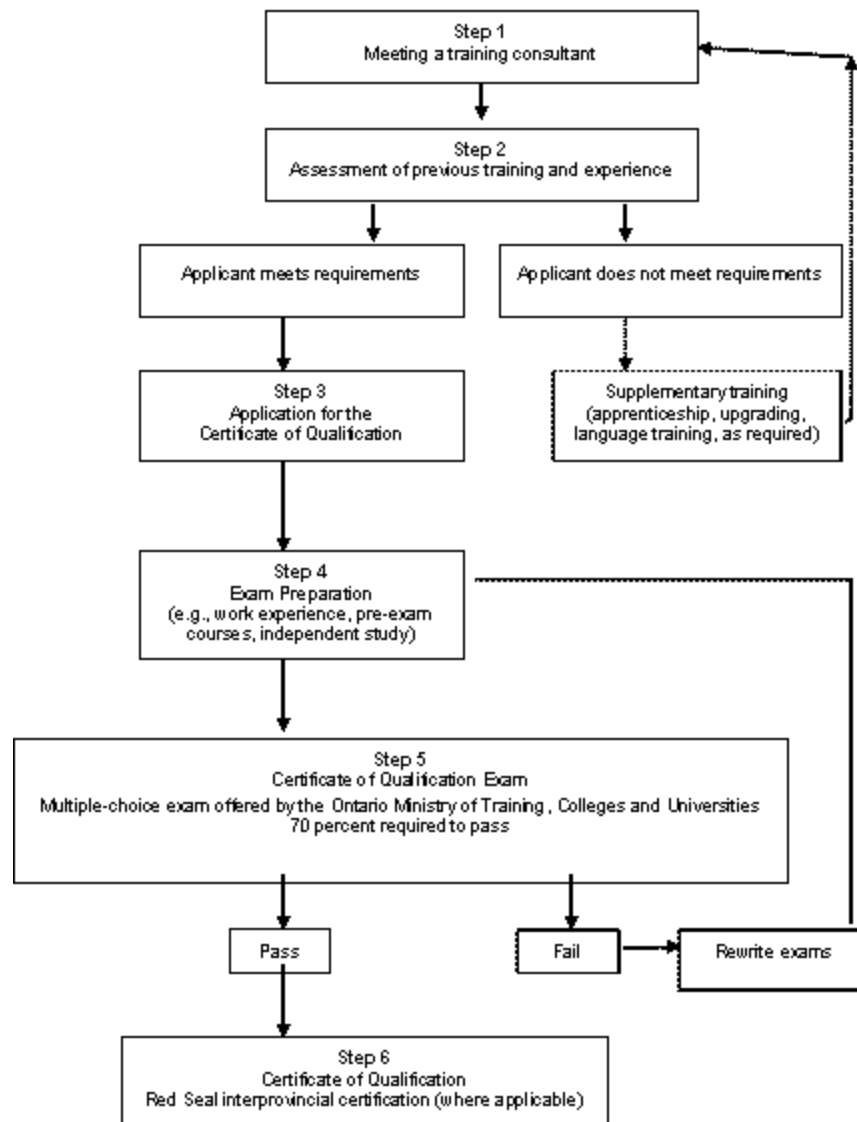 Step 1
Meeting a training consultant
Step 2
Assessment of previous training and experience
Applicant meets requirements
Applicant does not meet requirements
Step 3
Application for the
Certificate of Qualification
Supplementary training
(apprenticeship, upgrading,
language training, as required)
Step 4
Exam Preparation
(e.g., work experience, pre-exam
courses, independent study)
Step 5
Certificate of Qualification Exam
Multiple-choice exam offered by the Ontario Ministry of Training, Colleges and Universities
70 percent required to pass
Pass
Fail
Rewrite exams
Step 6
Certificate of Qualification
Red Seal interprovincial certification (where applicable)